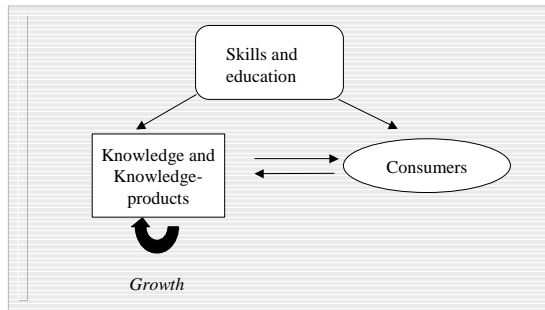 Skills and
education
Knowledge and
Knowledge-
products
Consumers
Growth